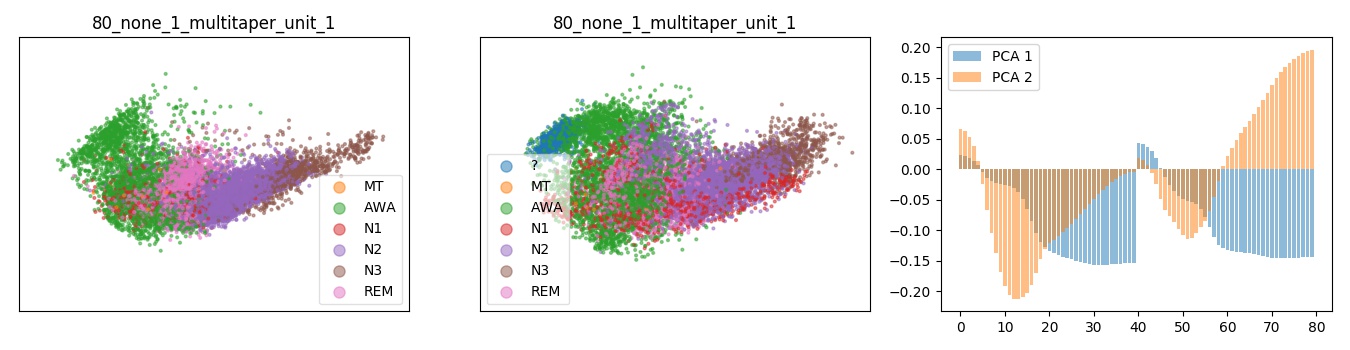 80_none_1_multitaper_unit_1
MT
AWA
N1
N2
N3
REM
80_none_1_multitaper_unit_1
?
MT
AWA
N1
N2
N3
REM
PCA 1
PCA 2
0.20
0.15
0.10
0.05
0.00
−0.05
−0.10
−0.15
−0.20
0 10 20 30 40 50 60 70 80